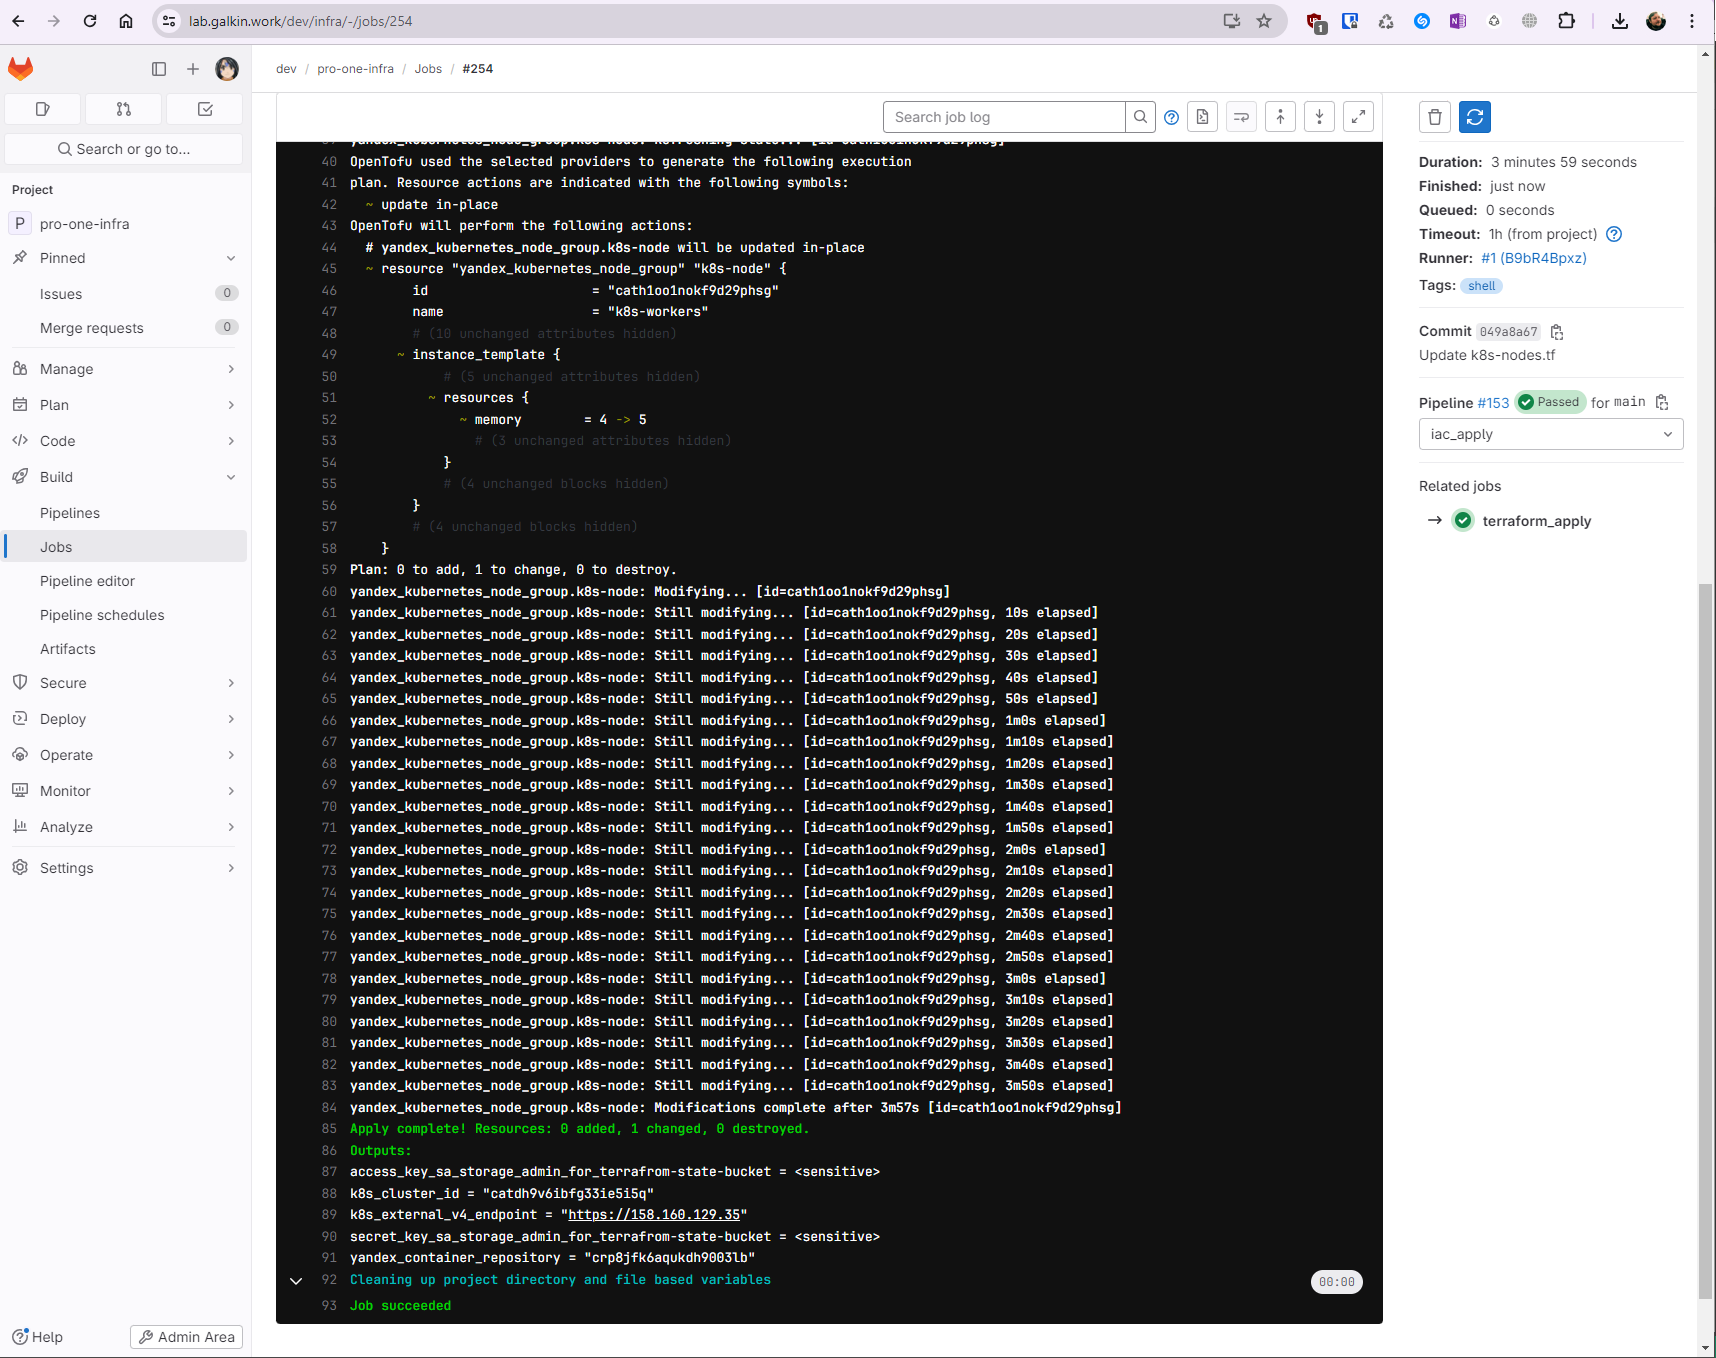 lab.galkin.work/dev/infra/-/jobs/254
1
dev / pro-one-infra / Jobs / #254
Search or go to...
Project
P pro-one-infra
Pinned
Issues 0
Merge requests 0
Manage
Plan
Code
Build
Pipelines
Jobs
Pipeline editor
Pipeline schedules
Artifacts
Secure
Deploy
Operate
Monitor
Analyze
Settings
Help
Admin Area
Search job log
40 OpenTofu used the selected providers to generate the following execution
41 plan. Resource actions are indicated with the following symbols:
42 ~ update in-place
43 OpenTofu will perform the following actions:
44 # yandex_kubernetes_node_group.k8s-node will be updated in-place
45 ~ resource "yandex_kubernetes_node_group" "k8s-node" {
46 id = "cath1oo1nokf9d29phsg"
47 name = "k8s-workers"
48 # (10 unchanged attributes hidden)
49 ~ instance_template {
50 # (5 unchanged attributes hidden)
51 ~ resources {
52 ~ memory = 4 -> 5
53 # (3 unchanged attributes hidden)
54 }
55 # (4 unchanged blocks hidden)
56 }
57 # (4 unchanged blocks hidden)
58 }
59 Plan: 0 to add, 1 to change, 0 to destroy.
60 yandex_kubernetes_node_group.k8s-node: Modifying... [id=cath1oo1nokf9d29phsg]
61 yandex_kubernetes_node_group.k8s-node: Still modifying... [id=cath1oo1nokf9d29phsg, 10s elapsed]
62 yandex_kubernetes_node_group.k8s-node: Still modifying... [id=cath1oo1nokf9d29phsg, 20s elapsed]
63 yandex_kubernetes_node_group.k8s-node: Still modifying... [id=cath1oo1nokf9d29phsg, 30s elapsed]
64 yandex_kubernetes_node_group.k8s-node: Still modifying... [id=cath1oo1nokf9d29phsg, 40s elapsed]
65 yandex_kubernetes_node_group.k8s-node: Still modifying... [id=cath1oo1nokf9d29phsg, 50s elapsed]
66 yandex_kubernetes_node_group.k8s-node: Still modifying... [id=cath1oo1nokf9d29phsg, 1m0s elapsed]
67 yandex_kubernetes_node_group.k8s-node: Still modifying... [id=cath1oo1nokf9d29phsg, 1m10s elapsed]
68 yandex_kubernetes_node_group.k8s-node: Still modifying... [id=cath1oo1nokf9d29phsg, 1m20s elapsed]
69 yandex_kubernetes_node_group.k8s-node: Still modifying... [id=cath1oo1nokf9d29phsg, 1m30s elapsed]
70 yandex_kubernetes_node_group.k8s-node: Still modifying... [id=cath1oo1nokf9d29phsg, 1m40s elapsed]
71 yandex_kubernetes_node_group.k8s-node: Still modifying... [id=cath1oo1nokf9d29phsg, 1m50s elapsed]
72 yandex_kubernetes_node_group.k8s-node: Still modifying... [id=cath1oo1nokf9d29phsg, 2m0s elapsed]
73 yandex_kubernetes_node_group.k8s-node: Still modifying... [id=cath1oo1nokf9d29phsg, 2m10s elapsed]
74 yandex_kubernetes_node_group.k8s-node: Still modifying... [id=cath1oo1nokf9d29phsg, 2m20s elapsed]
75 yandex_kubernetes_node_group.k8s-node: Still modifying... [id=cath1oo1nokf9d29phsg, 2m30s elapsed]
76 yandex_kubernetes_node_group.k8s-node: Still modifying... [id=cath1oo1nokf9d29phsg, 2m40s elapsed]
77 yandex_kubernetes_node_group.k8s-node: Still modifying... [id=cath1oo1nokf9d29phsg, 2m50s elapsed]
78 yandex_kubernetes_node_group.k8s-node: Still modifying... [id=cath1oo1nokf9d29phsg, 3m0s elapsed]
79 yandex_kubernetes_node_group.k8s-node: Still modifying... [id=cath1oo1nokf9d29phsg, 3m10s elapsed]
80 yandex_kubernetes_node_group.k8s-node: Still modifying... [id=cath1oo1nokf9d29phsg, 3m20s elapsed]
81 yandex_kubernetes_node_group.k8s-node: Still modifying... [id=cath1oo1nokf9d29phsg, 3m30s elapsed]
82 yandex_kubernetes_node_group.k8s-node: Still modifying... [id=cath1oo1nokf9d29phsg, 3m40s elapsed]
83 yandex_kubernetes_node_group.k8s-node: Still modifying... [id=cath1oo1nokf9d29phsg, 3m50s elapsed]
84 yandex_kubernetes_node_group.k8s-node: Modifications complete after 3m57s [id=cath1oo1nokf9d29phsg]
85 Apply complete! Resources: 0 added, 1 changed, 0 destroyed.
86 Outputs:
87 access_key_sa_storage_admin_for_terrafrom-state-bucket = <sensitive>
88 k8s_cluster_id = "catdh9v6ibfg33ie5i5q"
89 k8s_external_v4_endpoint = "https://158.160.129.35"
90 secret_key_sa_storage_admin_for_terrafrom-state-bucket = <sensitive>
91 yandex_container_repository = "crp8jfk6aqukdh9003lb"
92 Cleaning up project directory and file based variables 00:00
93 Job succeeded
Duration: 3 minutes 59 seconds
Finished: just now
Queued: 0 seconds
Timeout: 1h (from project)
Runner: #1 (B9bR4Bpxz)
Tags: shell
Commit 049a8a67
Update k8s-nodes.tf
Pipeline #153 Passed for main
iac_apply
Related jobs
terraform_apply